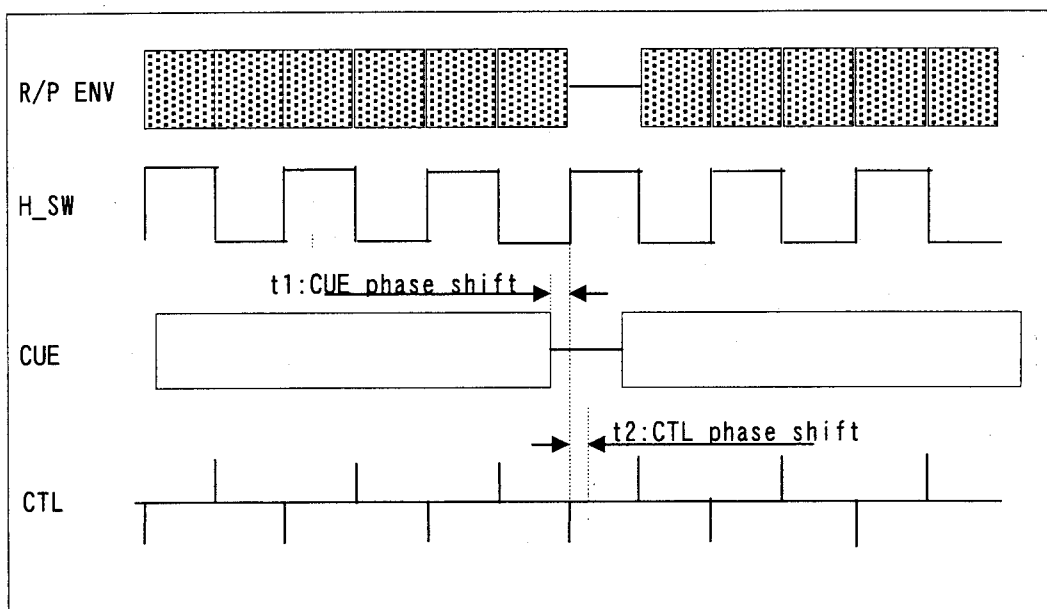 R/P ENV
H_SW
t1:CUE phase shift
CUE
t2:CTL phase shift
CTL